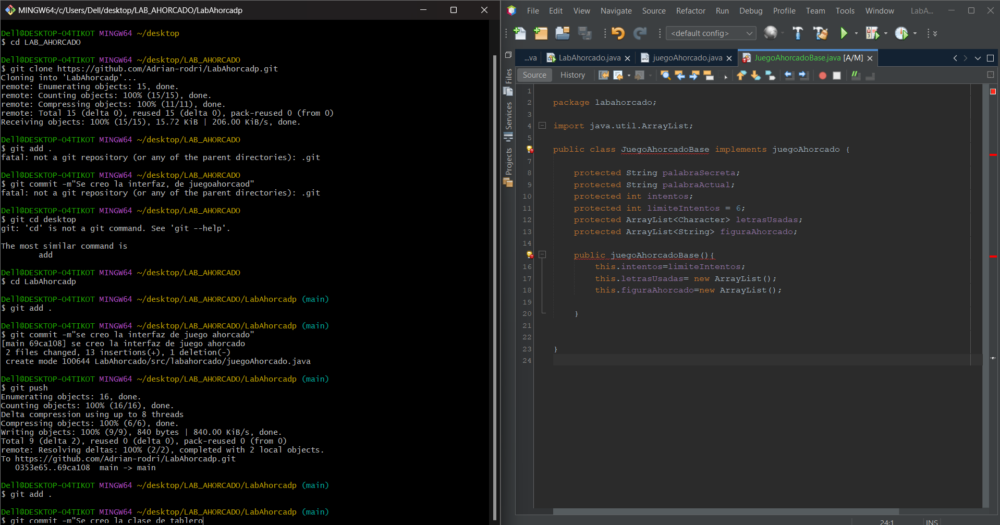 MINGW64:/c/Users/Dell/desktop/LAB_AHORCADO/LabAhorcadp
Dell@DESKTOP-O4TIKOT MINGW64 ~/desktop
$ cd LAB_AHORCADO
Dell@DESKTOP-O4TIKOT MINGW64 ~/desktop/LAB_AHORCADO
$ git clone https://github.com/Adrian-rodri/LabAhorcadp.git
Cloning into 'LabAhorcadp'...
remote: Enumerating objects: 15, done.
remote: Counting objects: 100% (15/15), done.
remote: Compressing objects: 100% (11/11), done.
remote: Total 15 (delta 0), reused 15 (delta 0), pack-reused 0 (from 0)
Receiving objects: 100% (15/15), 15.72 KiB | 206.00 KiB/s, done.
Dell@DESKTOP-O4TIKOT MINGW64 ~/desktop/LAB_AHORCADO
$ git add .
fatal: not a git repository (or any of the parent directories): .git
Dell@DESKTOP-O4TIKOT MINGW64 ~/desktop/LAB_AHORCADO
$ git commit -m"Se creo la interfaz, de juegoahorcaod"
fatal: not a git repository (or any of the parent directories): .git
Dell@DESKTOP-O4TIKOT MINGW64 ~/desktop/LAB_AHORCADO
$ git cd desktop
git: 'cd' is not a git command. See 'git --help'.
The most similar command is
add
Dell@DESKTOP-O4TIKOT MINGW64 ~/desktop/LAB_AHORCADO
$ cd LabAhorcadp
Dell@DESKTOP-O4TIKOT MINGW64 ~/desktop/LAB_AHORCADO/LabAhorcadp (main)
$ git add .
Dell@DESKTOP-O4TIKOT MINGW64 ~/desktop/LAB_AHORCADO/LabAhorcadp (main)
$ git commit -m"se creo la interfaz de juego ahorcado"
[main 69ca108] se creo la interfaz de juego ahorcado
2 files changed, 13 insertions(+), 1 deletion(-)
create mode 100644 LabAhorcado/src/labahorcado/juegoAhorcado.java
Dell@DESKTOP-O4TIKOT MINGW64 ~/desktop/LAB_AHORCADO/LabAhorcadp (main)
$ git push
Enumerating objects: 16, done.
Counting objects: 100% (16/16), done.
Delta compression using up to 8 threads
Compressing objects: 100% (6/6), done.
Writing objects: 100% (9/9), 840 bytes | 840.00 KiB/s, done.
Total 9 (delta 2), reused 0 (delta 0), pack-reused 0 (from 0)
remote: Resolving deltas: 100% (2/2), completed with 2 local objects.
To https://github.com/Adrian-rodri/LabAhorcadp.git
0353e65..69ca108 main -> main
Dell@DESKTOP-O4TIKOT MINGW64 ~/desktop/LAB_AHORCADO/LabAhorcadp (main)
$ git add .
Dell@DESKTOP-O4TIKOT MINGW64 ~/desktop/LAB_AHORCADO/LabAhorcadp (main)
$ git commit -m"Se creo la clase de tablero
File Edit View Navigate Source Refactor Run Debug Profile Team Tools Window LabA...
<default config>
...va LabAhorcado.java juegoAhorcado.java JuegoAhorcadoBase.java [A/M]
Source History
Files
Services
Projects
1
2 package labahorcado;
3
4 import java.util.ArrayList;
5
public class JuegoAhorcadoBase implements juegoAhorcado {
7
8 protected String palabraSecreta;
9 protected String palabraActual;
10 protected int intentos;
11 protected int limiteIntentos = 6;
12 protected ArrayList<Character> letrasUsadas;
13 protected ArrayList<String> figuraAhorcado;
14
public juegoAhorcadoBase(){
16 this.intentos=limiteIntentos;
17 this.letrasUsadas= new ArrayList();
18 this.figuraAhorcado=new ArrayList();
19
20 }
21
22
23 }
24
24:1 INS